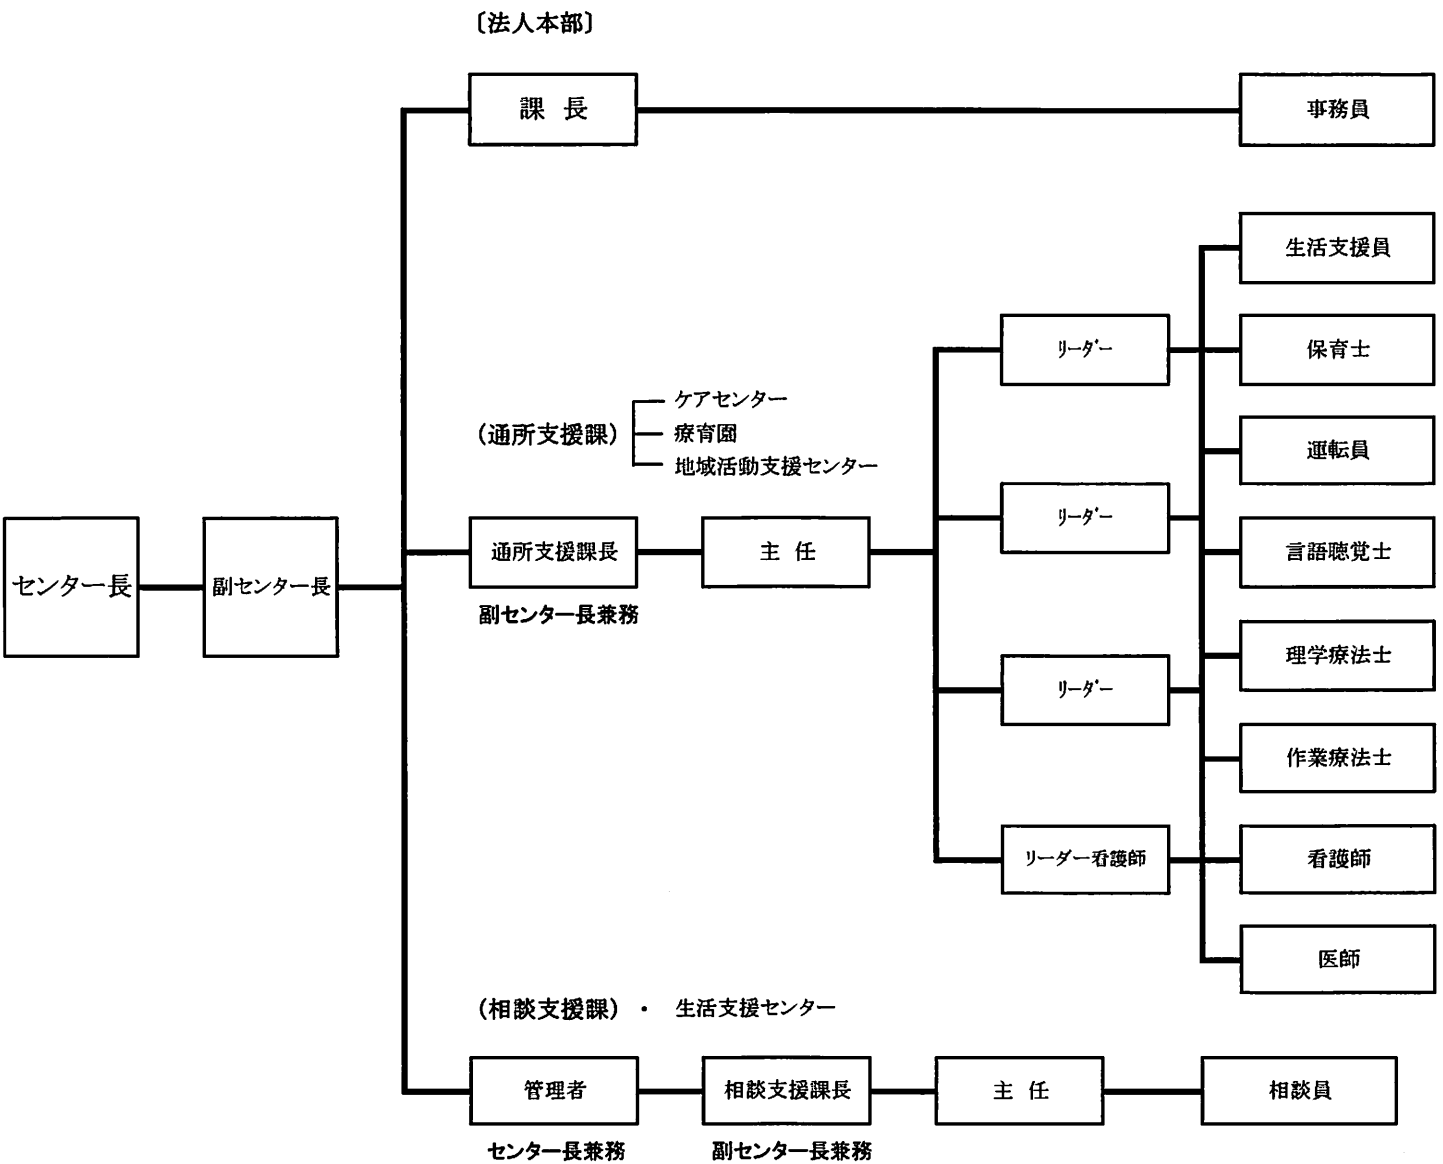 〔法人本部〕
課 長
事務員
生活支援員
リーダー
保育士
ケアセンター
(通所支援課)
療育園
運転員
地域活動支援センター
リーダー
センター長
副センター長
通所支援課長
主 任
言語聴覚士
副センター長兼務
リーダー
理学療法士
作業療法士
リーダー看護師
看護師
医師
(相談支援課) ・ 生活支援センター
管理者
相談支援課長
主 任
相談員
センター長兼務
副センター長兼務